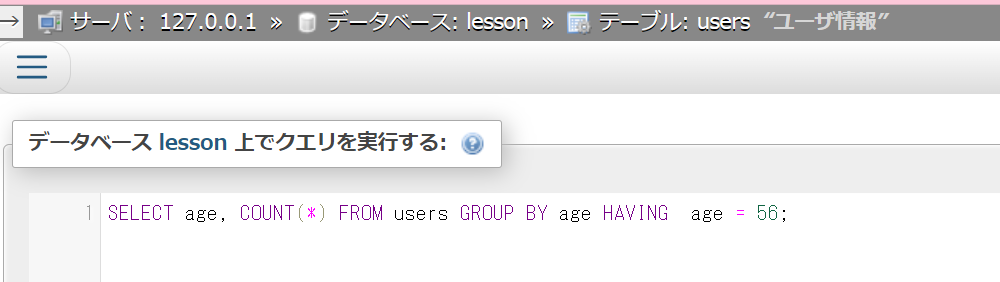 → サーバ: 127.0.0.1 » データベース: lesson » テーブル: users “ユーザ情報”
データベース lesson 上でクエリを実行する:
1 SELECT age, COUNT(*) FROM users GROUP BY age HAVING  age = 56;